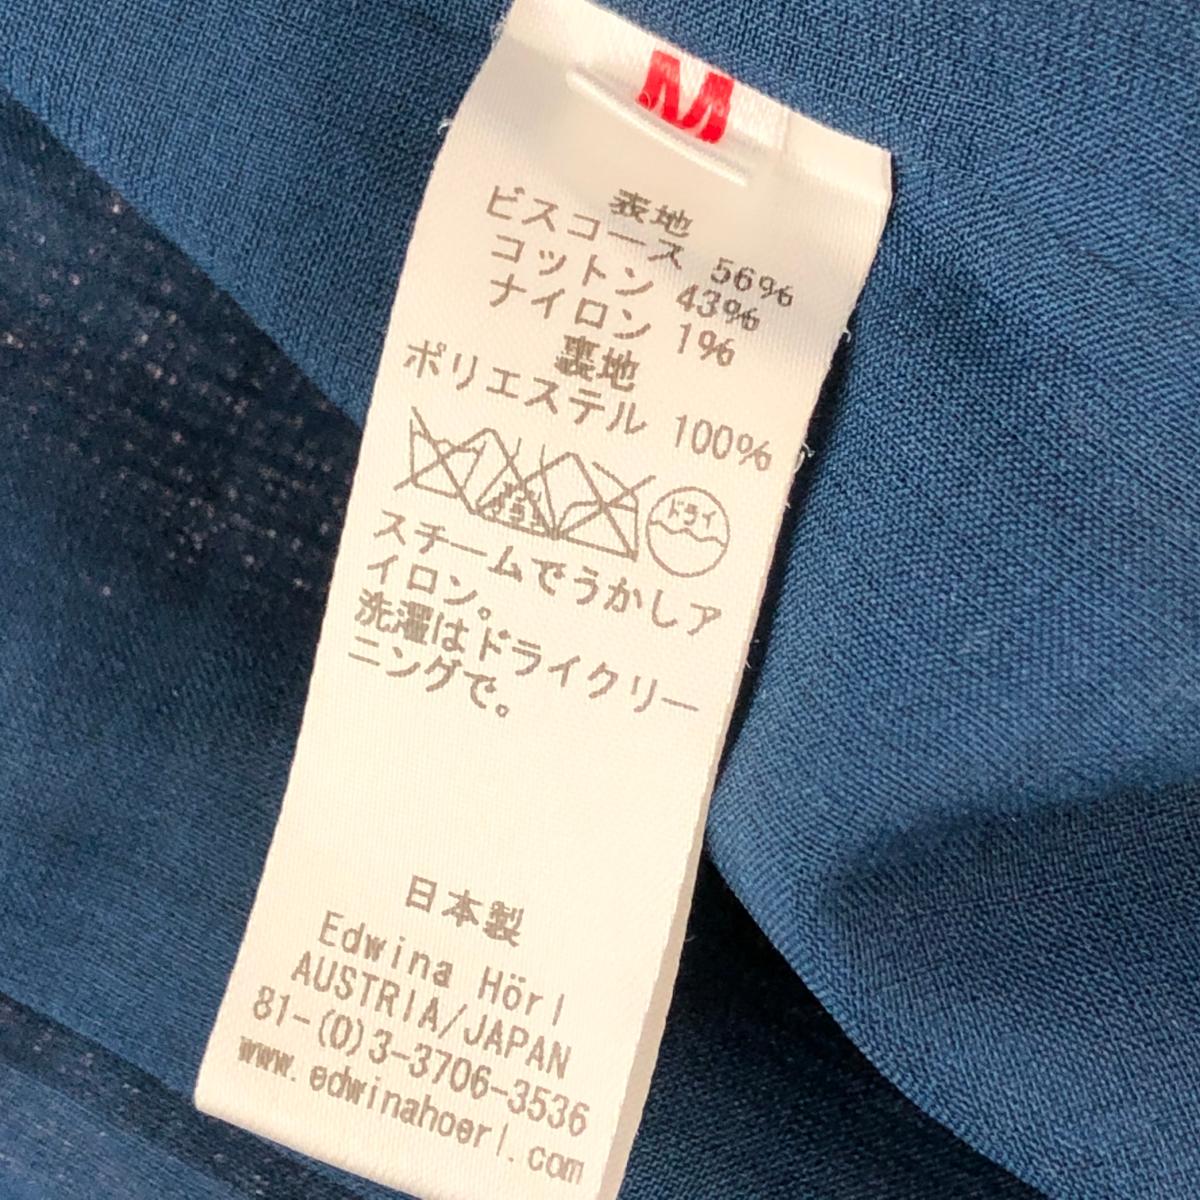 M
表地
ビスコース 56%
コットン 43%
ナイロン 1%
裏地
ポリエステル 100%
ドライ
スチームでうかしア
イロン。
洗濯はドライクリー
ニングで。
日本製
Edwina Hörl
AUSTRIA/JAPAN
81-(0)3-3706-3536
www.edwinahoerl.com